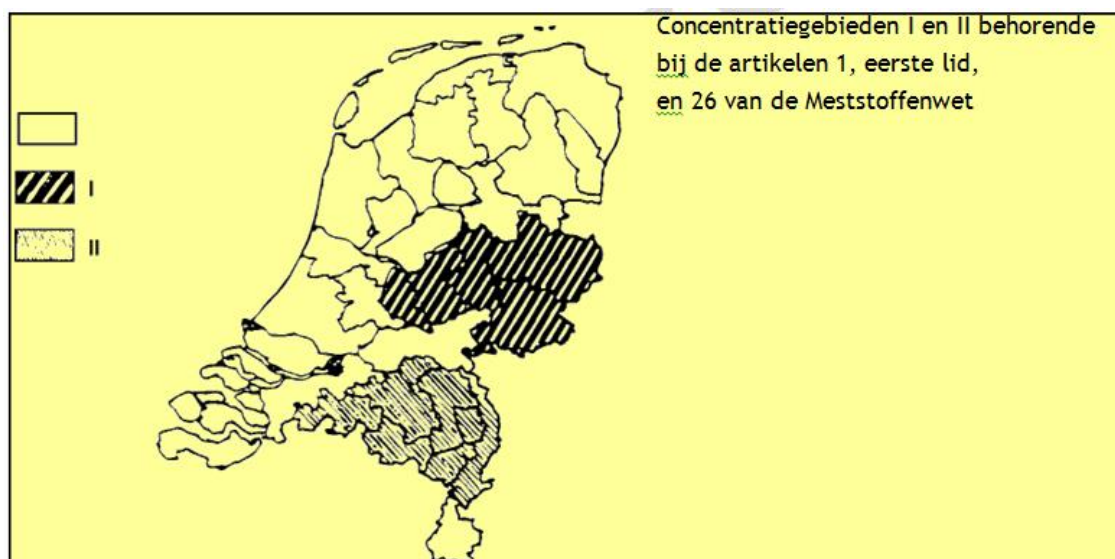 Concentratiegebieden I en II behorende
bij de artikelen 1, eerste lid,
en 26 van de Meststoffenwet
I
II